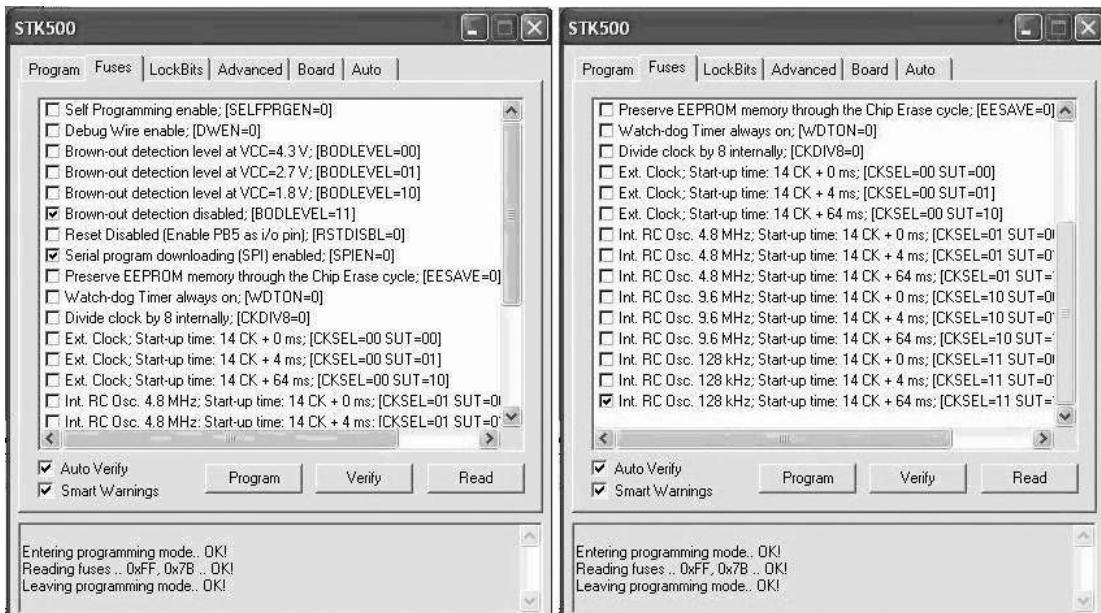 STK500
Program Fuses LockBits Advanced Board Auto
Self Programming enable; [SELFPRGEN=0]
Debug Wire enable; [DWEN=0]
Brown-out detection level at VCC=4.3 V; [BODLEVEL=00]
Brown-out detection level at VCC=2.7 V; [BODLEVEL=01]
Brown-out detection level at VCC=1.8 V; [BODLEVEL=10]
Brown-out detection disabled; [BODLEVEL=11]
Reset Disabled (Enable PB5 as i/o pin); [RSTDISBL=0]
Serial program downloading (SPI) enabled; [SPIEN=0]
Preserve EEPROM memory through the Chip Erase cycle; [EESAVE=0]
Watch-dog Timer always on; [WDTON=0]
Divide clock by 8 internally; [CKDIV8=0]
Ext. Clock; Start-up time: 14 CK + 0 ms; [CKSEL=00 SUT=00]
Ext. Clock; Start-up time: 14 CK + 4 ms; [CKSEL=00 SUT=01]
Ext. Clock; Start-up time: 14 CK + 64 ms; [CKSEL=00 SUT=10]
Int. RC Osc. 4.8 MHz; Start-up time: 14 CK + 0 ms; [CKSEL=01 SUT=0
Int. RC Osc. 4.8 MHz; Start-up time: 14 CK + 4 ms; [CKSEL=01 SUT=0
Auto Verify
Smart Warnings
Program Verify Read
Entering programming mode.. OK!
Reading fuses .. 0xFF, 0x7B .. OK!
Leaving programming mode.. OK!
STK500
Program Fuses LockBits Advanced Board Auto
Preserve EEPROM memory through the Chip Erase cycle; [EESAVE=0]
Watch-dog Timer always on; [WDTON=0]
Divide clock by 8 internally; [CKDIV8=0]
Ext. Clock; Start-up time: 14 CK + 0 ms; [CKSEL=00 SUT=00]
Ext. Clock; Start-up time: 14 CK + 4 ms; [CKSEL=00 SUT=01]
Ext. Clock; Start-up time: 14 CK + 64 ms; [CKSEL=00 SUT=10]
Int. RC Osc. 4.8 MHz; Start-up time: 14 CK + 0 ms; [CKSEL=01 SUT=0
Int. RC Osc. 4.8 MHz; Start-up time: 14 CK + 4 ms; [CKSEL=01 SUT=0
Int. RC Osc. 4.8 MHz; Start-up time: 14 CK + 64 ms; [CKSEL=01 SUT=
Int. RC Osc. 9.6 MHz; Start-up time: 14 CK + 0 ms; [CKSEL=10 SUT=0
Int. RC Osc. 9.6 MHz; Start-up time: 14 CK + 4 ms; [CKSEL=10 SUT=0
Int. RC Osc. 9.6 MHz; Start-up time: 14 CK + 64 ms; [CKSEL=10 SUT=
Int. RC Osc. 128 kHz; Start-up time: 14 CK + 0 ms; [CKSEL=11 SUT=0
Int. RC Osc. 128 kHz; Start-up time: 14 CK + 4 ms; [CKSEL=11 SUT=0
Int. RC Osc. 128 kHz; Start-up time: 14 CK + 64 ms; [CKSEL=11 SUT=
Auto Verify
Smart Warnings
Program Verify Read
Entering programming mode.. OK!
Reading fuses .. 0xFF, 0x7B .. OK!
Leaving programming mode.. OK!